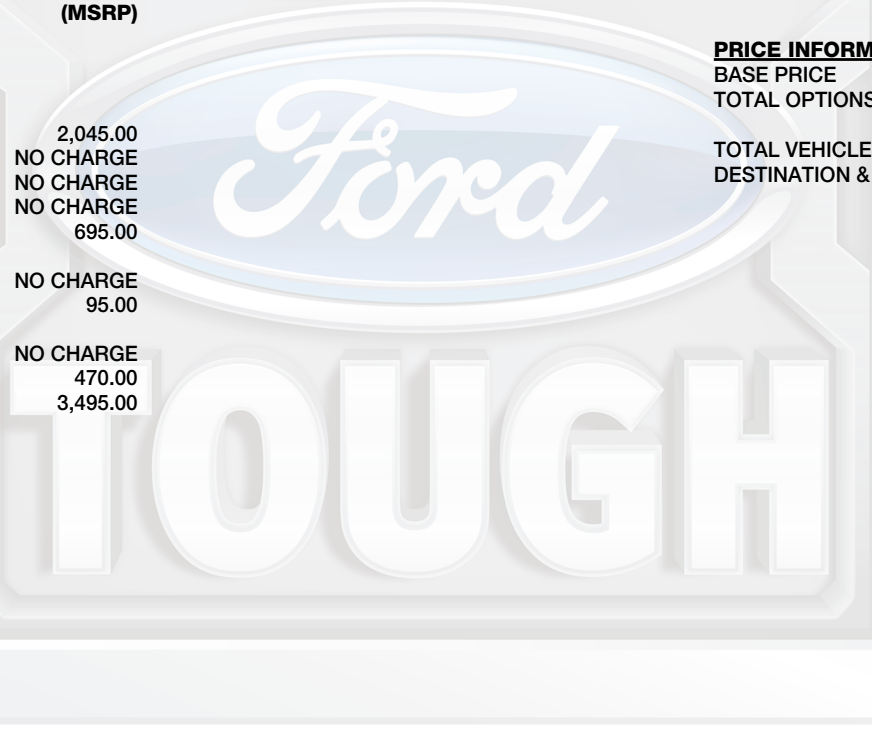 (MSRP)
2,045.00
NO CHARGE
NO CHARGE
NO CHARGE
695.00
NO CHARGE
95.00
NO CHARGE
470.00
3,495.00
PRICE INFORM
BASE PRICE
TOTAL OPTIONS
TOTAL VEHICLE
DESTINATION &
Ford
TOUGH